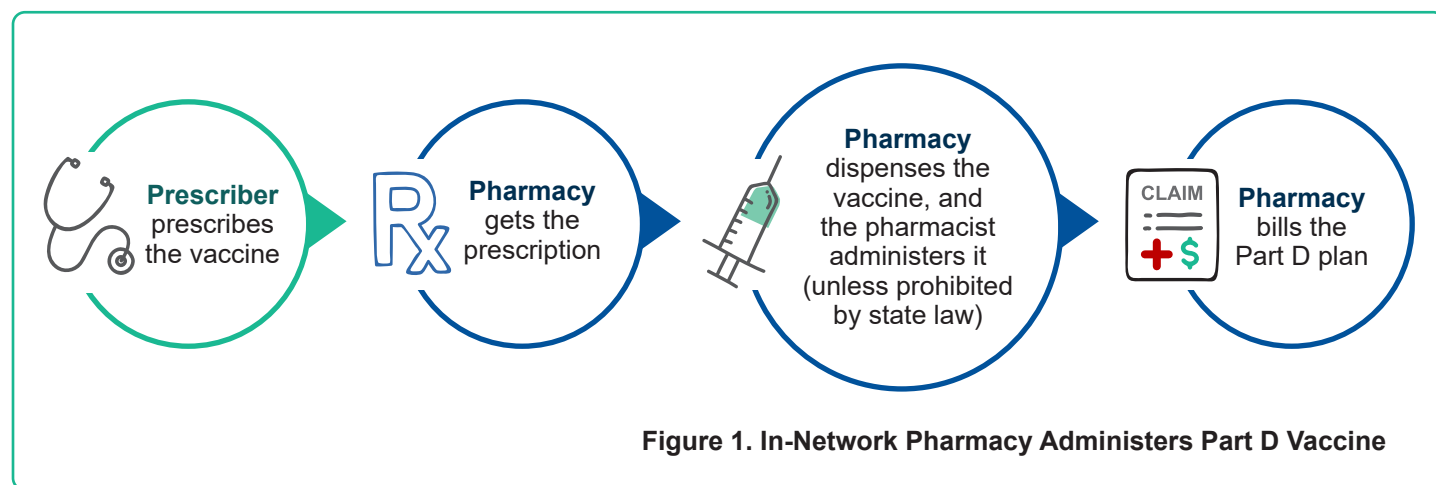 Prescriber
prescribes
the vaccine
Rx
Pharmacy
gets the
prescription
Pharmacy
dispenses the
vaccine, and
the pharmacist
administers it
(unless prohibited
by state law)
CLAIM
$
Pharmacy
bills the
Part D plan
Figure 1. In-Network Pharmacy Administers Part D Vaccine